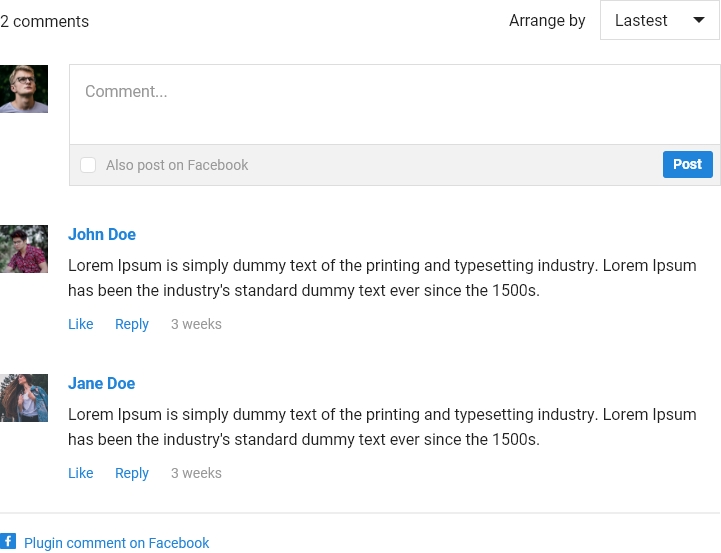 2 comments
Arrange by
Lastest
Comment...
Also post on Facebook
Post
John Doe
Lorem Ipsum is simply dummy text of the printing and typesetting industry. Lorem Ipsum
has been the industry's standard dummy text ever since the 1500s.
Like Reply 3 weeks
Jane Doe
Lorem Ipsum is simply dummy text of the printing and typesetting industry. Lorem Ipsum
has been the industry's standard dummy text ever since the 1500s.
Like Reply 3 weeks
Plugin comment on Facebook